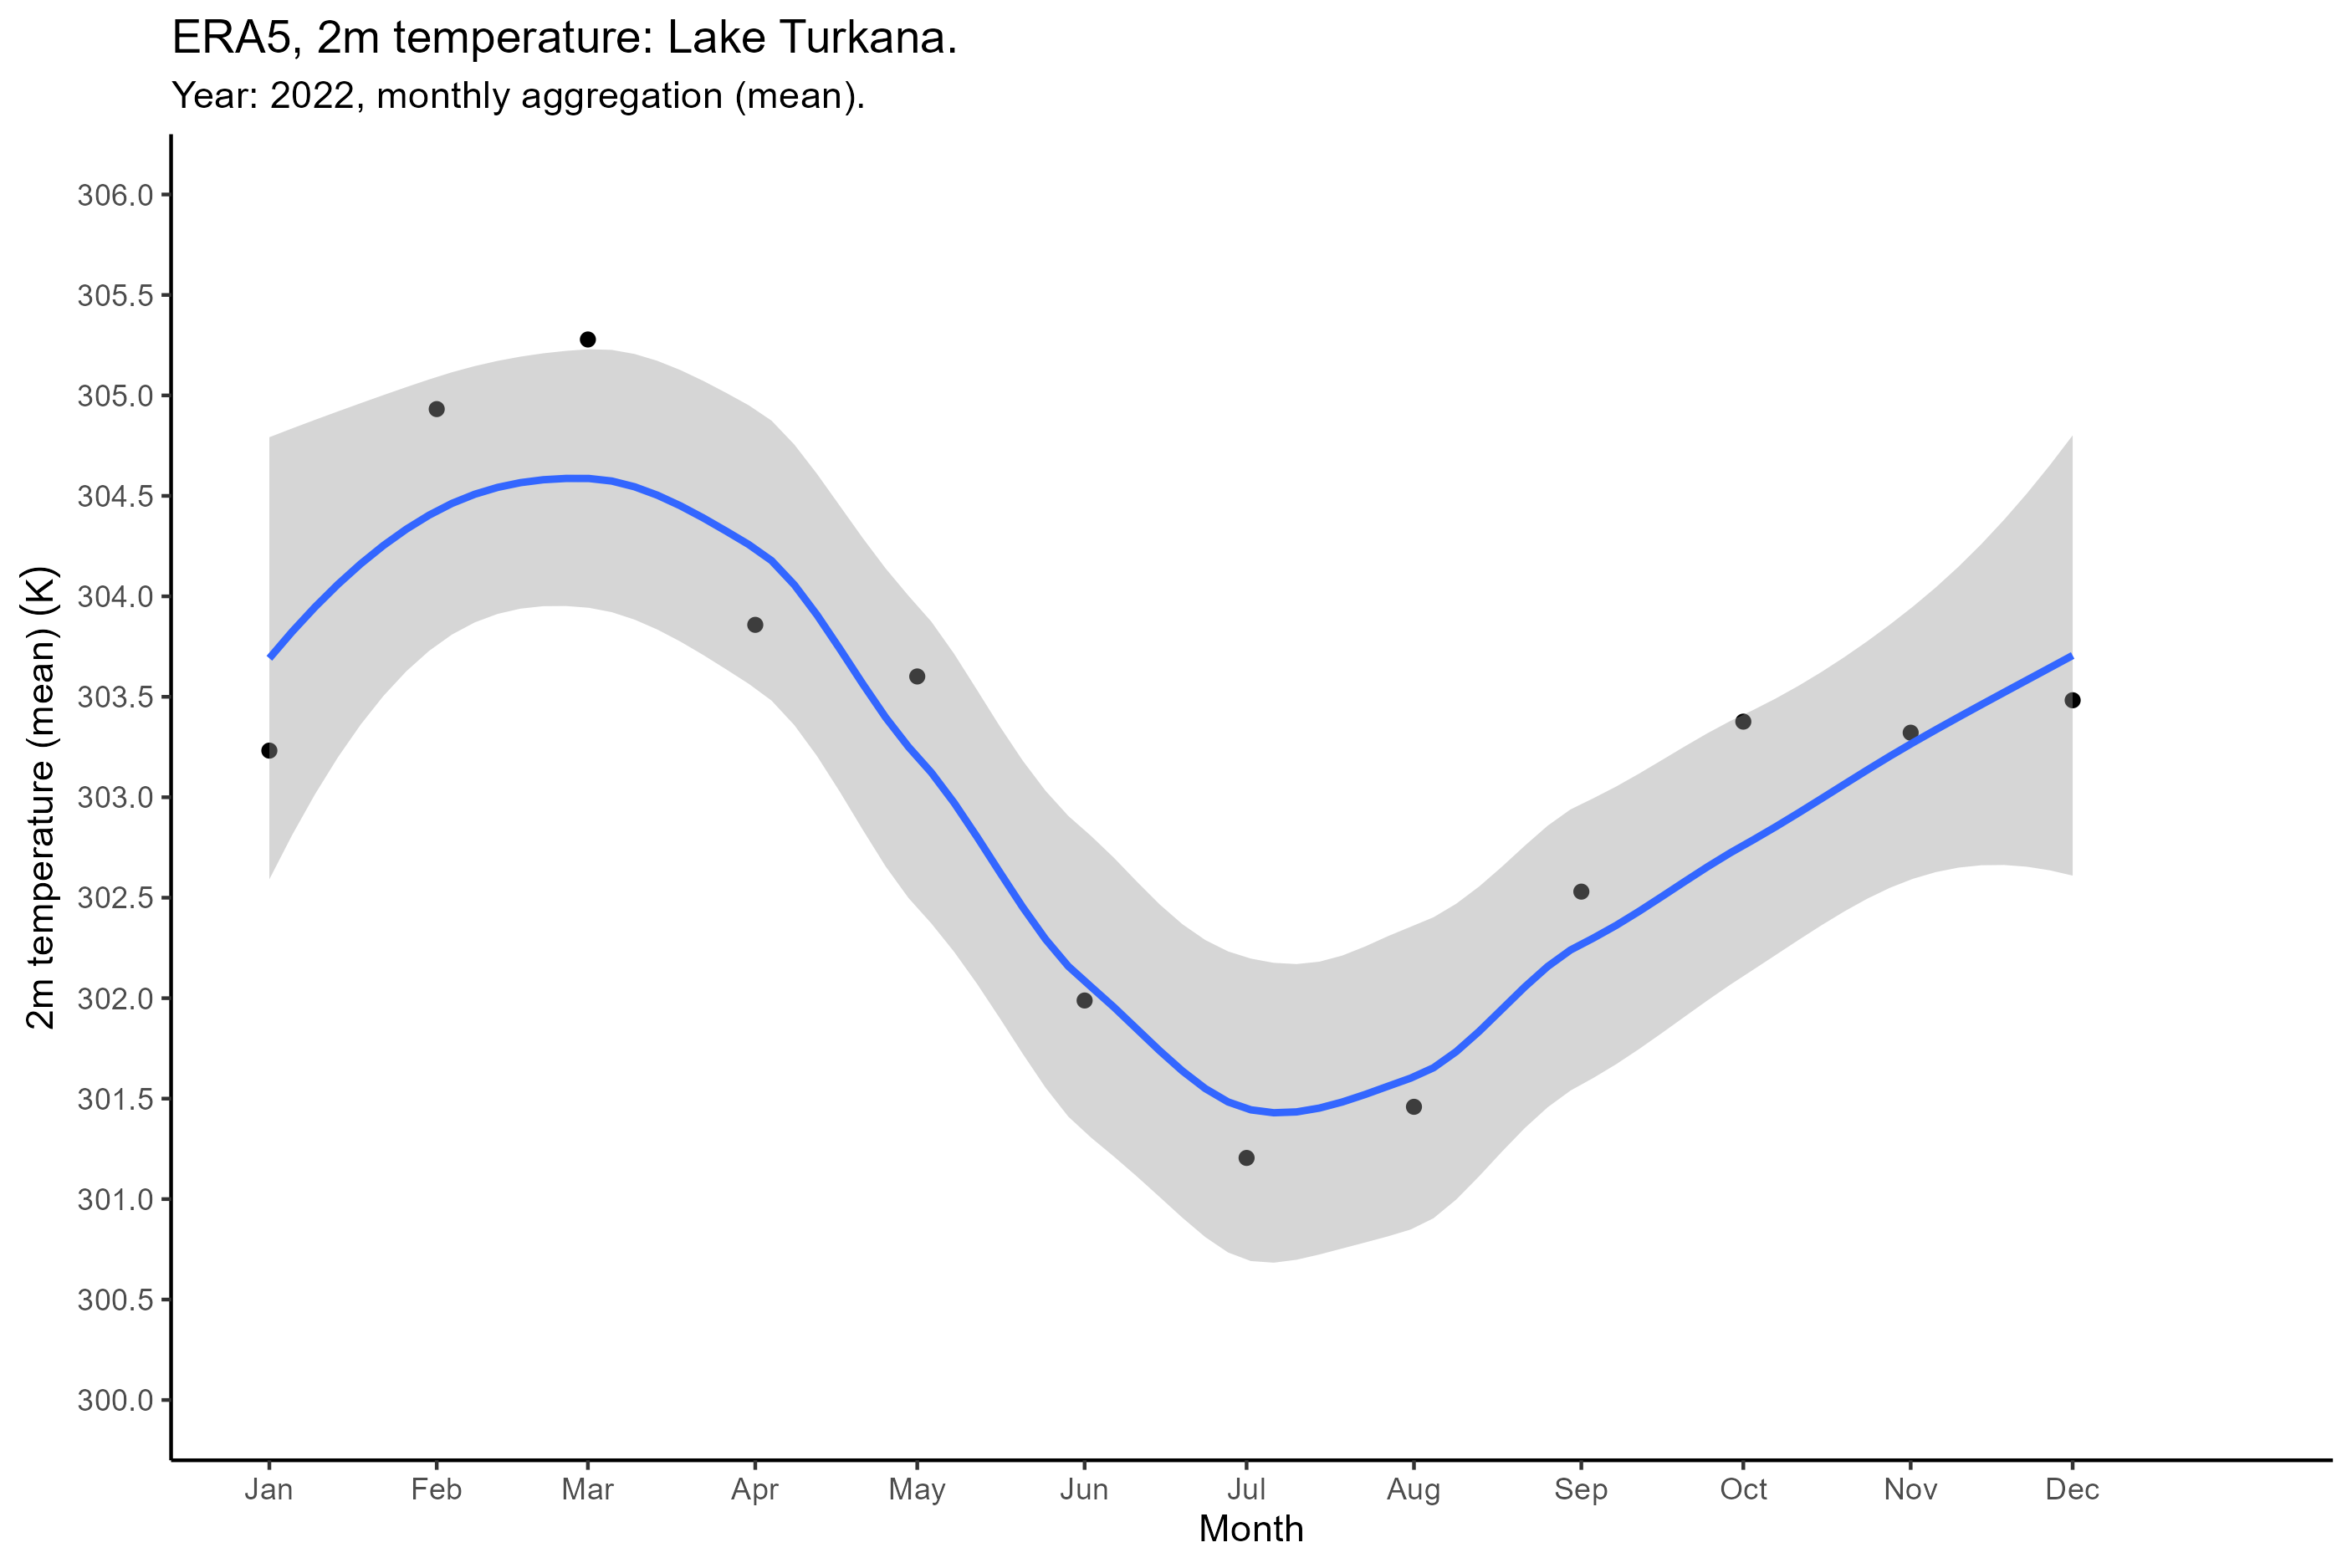 ERA5, 2m temperature: Lake Turkana.
Year: 2022, monthly aggregation (mean).
2m temperature (mean) (K)
306.0
305.5
305.0
304.5
304.0
303.5
303.0
302.5
302.0
301.5
301.0
300.5
300.0
Jan Feb Mar Apr May Jun Jul Aug Sep Oct Nov Dec
Month